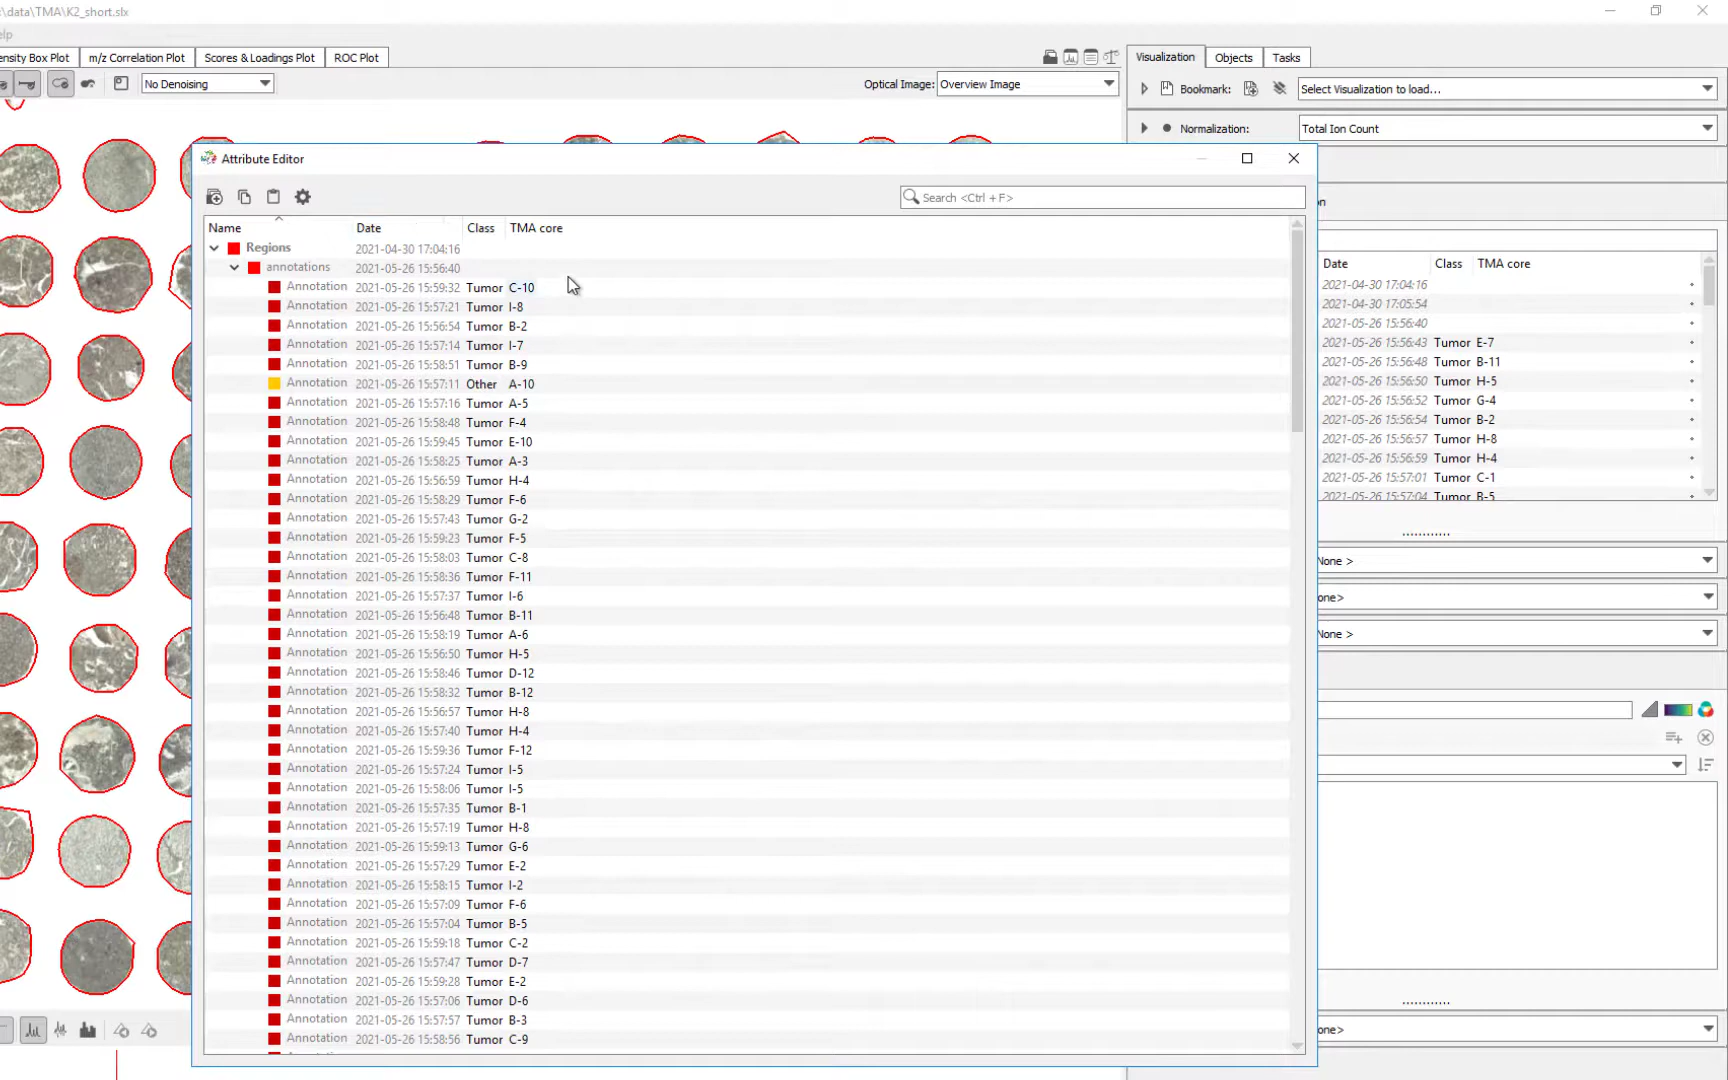 \data\TMA\K2_short.slx
elp
ensity Box Plot m/z Correlation Plot Scores & Loadings Plot ROC Plot
Visualization Objects Tasks
No Denoising Optical Image: Overview Image
Bookmark: Select Visualization to load...
Normalization: Total Ion Count
Attribute Editor
Search <Ctrl + F>
on
Name Date Class TMA core
Regions 2021-04-30 17:04:16
annotations 2021-05-26 15:56:40
Annotation 2021-05-26 15:59:32 Tumor C-10
Annotation 2021-05-26 15:57:21 Tumor I-8
Annotation 2021-05-26 15:56:54 Tumor B-2
Annotation 2021-05-26 15:57:14 Tumor I-7
Annotation 2021-05-26 15:58:51 Tumor B-9
Annotation 2021-05-26 15:57:11 Other A-10
Annotation 2021-05-26 15:57:16 Tumor A-5
Annotation 2021-05-26 15:58:48 Tumor F-4
Annotation 2021-05-26 15:59:45 Tumor E-10
Annotation 2021-05-26 15:58:25 Tumor A-3
Annotation 2021-05-26 15:56:59 Tumor H-4
Annotation 2021-05-26 15:58:29 Tumor F-6
Annotation 2021-05-26 15:57:43 Tumor G-2
Annotation 2021-05-26 15:59:23 Tumor F-5
Annotation 2021-05-26 15:58:03 Tumor C-8
Annotation 2021-05-26 15:58:36 Tumor F-11
Annotation 2021-05-26 15:57:37 Tumor I-6
Annotation 2021-05-26 15:56:48 Tumor B-11
Annotation 2021-05-26 15:58:19 Tumor A-6
Annotation 2021-05-26 15:56:50 Tumor H-5
Annotation 2021-05-26 15:58:46 Tumor D-12
Annotation 2021-05-26 15:58:32 Tumor B-12
Annotation 2021-05-26 15:56:57 Tumor H-8
Annotation 2021-05-26 15:57:40 Tumor H-4
Annotation 2021-05-26 15:59:36 Tumor F-12
Annotation 2021-05-26 15:57:24 Tumor I-5
Annotation 2021-05-26 15:58:06 Tumor I-5
Annotation 2021-05-26 15:57:35 Tumor B-1
Annotation 2021-05-26 15:57:19 Tumor H-8
Annotation 2021-05-26 15:59:13 Tumor G-6
Annotation 2021-05-26 15:57:29 Tumor E-2
Annotation 2021-05-26 15:58:15 Tumor I-2
Annotation 2021-05-26 15:57:09 Tumor F-6
Annotation 2021-05-26 15:57:04 Tumor B-5
Annotation 2021-05-26 15:59:18 Tumor C-2
Annotation 2021-05-26 15:57:47 Tumor D-7
Annotation 2021-05-26 15:59:28 Tumor E-2
Annotation 2021-05-26 15:57:06 Tumor D-6
Annotation 2021-05-26 15:57:57 Tumor B-3
Annotation 2021-05-26 15:58:56 Tumor C-9
Date Class TMA core
2021-04-30 17:04:16
2021-04-30 17:05:54
2021-05-26 15:56:40
2021-05-26 15:56:43 Tumor E-7
2021-05-26 15:56:48 Tumor B-11
2021-05-26 15:56:50 Tumor H-5
2021-05-26 15:56:52 Tumor G-4
2021-05-26 15:56:54 Tumor B-2
2021-05-26 15:56:57 Tumor H-8
2021-05-26 15:56:59 Tumor H-4
2021-05-26 15:57:01 Tumor C-1
2021-05-26 15:57:04 Tumor B-5
None >
one>
None >
one>